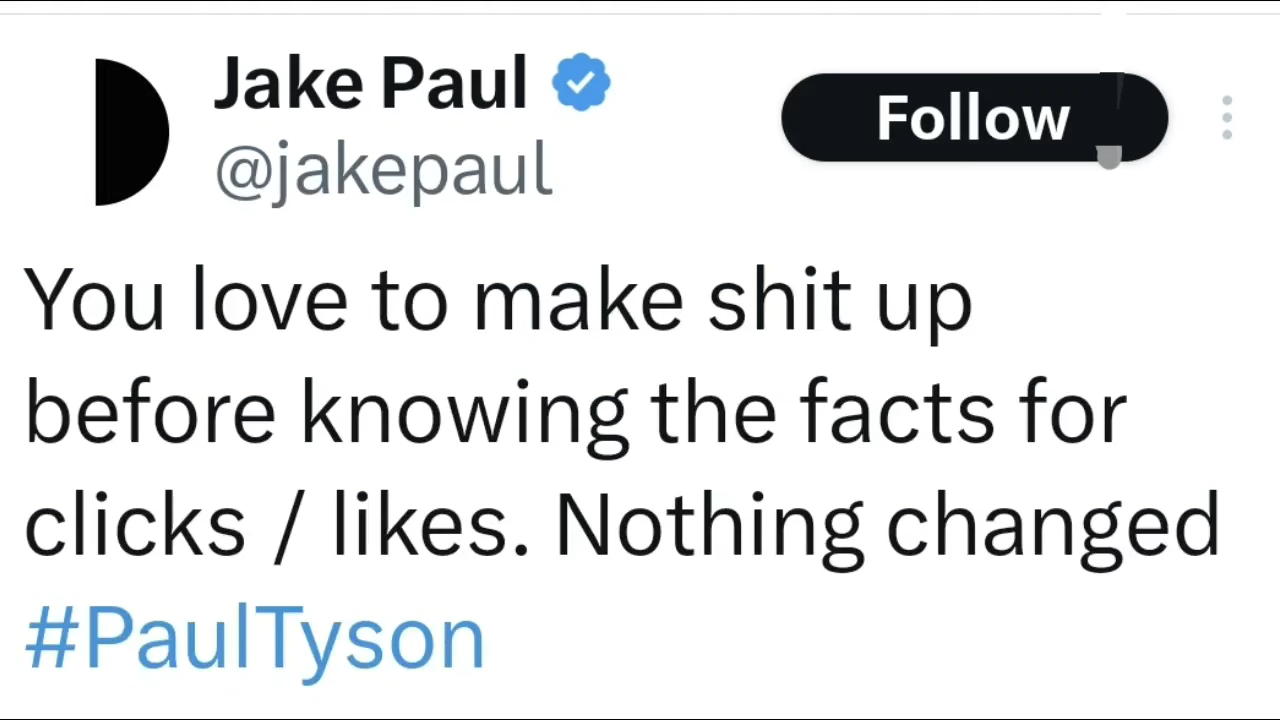 Jake Paul
@jakepaul
Follow
You love to make shit up
before knowing the facts for
clicks / likes. Nothing changed
#PaulTyson